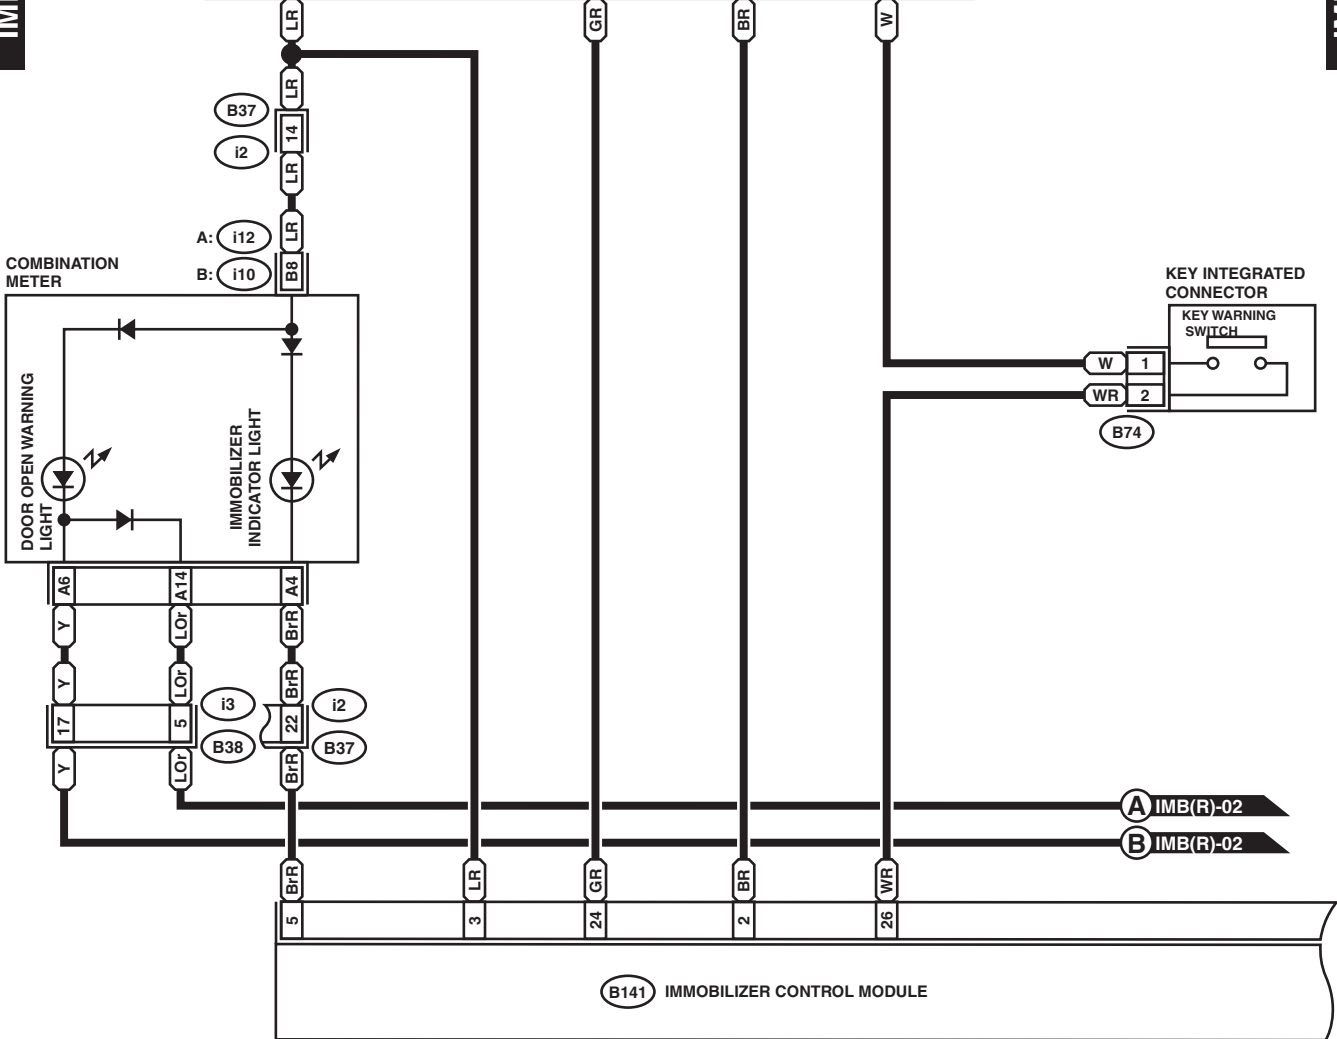 LR
GR
BR
W
LR
B37
14
i2
LR
A: i12
LR
B: i10
B8
COMBINATION
METER
KEY INTEGRATED
CONNECTOR
KEY WARNING
SWITCH
W 1
WR 2
B74
DOOR OPEN WARNING
LIGHT
IMMOBILIZER
INDICATOR LIGHT
A6
A14
A4
Y
LOr
BrR
Y
LOr
BrR
i3
i2
17
5
22
B38
B37
Y
LOr
BrR
A IMB(R)-02
B IMB(R)-02
BrR
LR
GR
BR
WR
5
3
24
2
26
B141 IMMOBILIZER CONTROL MODULE